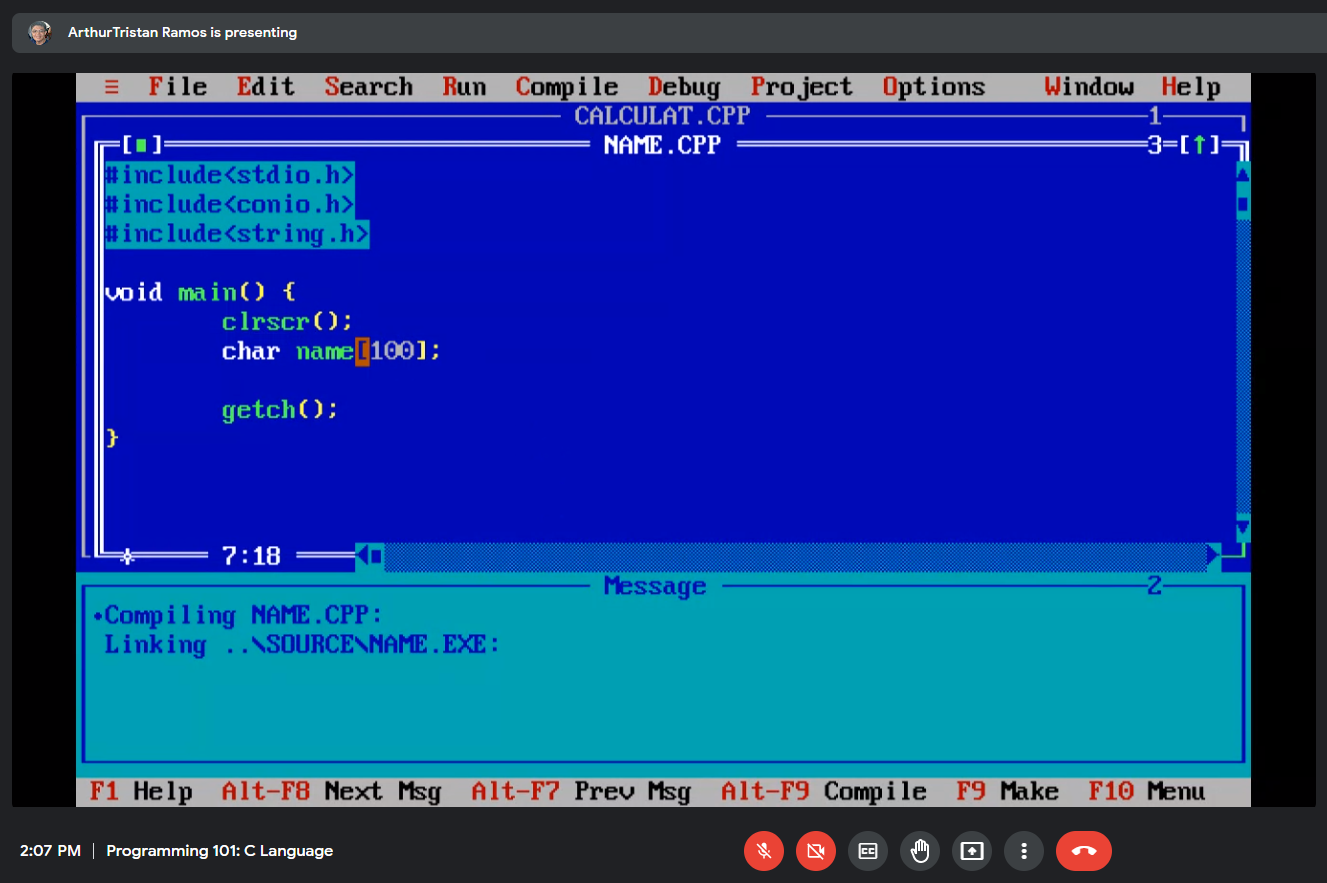 ArthurTristan Ramos is presenting
≡ File Edit Search Run Compile Debug Project Options Window Help
CALCULAT.CPP 1
[■] NAME.CPP 3=[↑]
#include<stdio.h>
#include<conio.h>
#include<string.h>
void main() {
clrscr();
char name[100];
getch();
}
7:18
Message 2
•Compiling NAME.CPP:
Linking ..\SOURCE\NAME.EXE:
F1 Help Alt-F8 Next Msg Alt-F7 Prev Msg Alt-F9 Compile F9 Make F10 Menu
2:07 PM | Programming 101: C Language